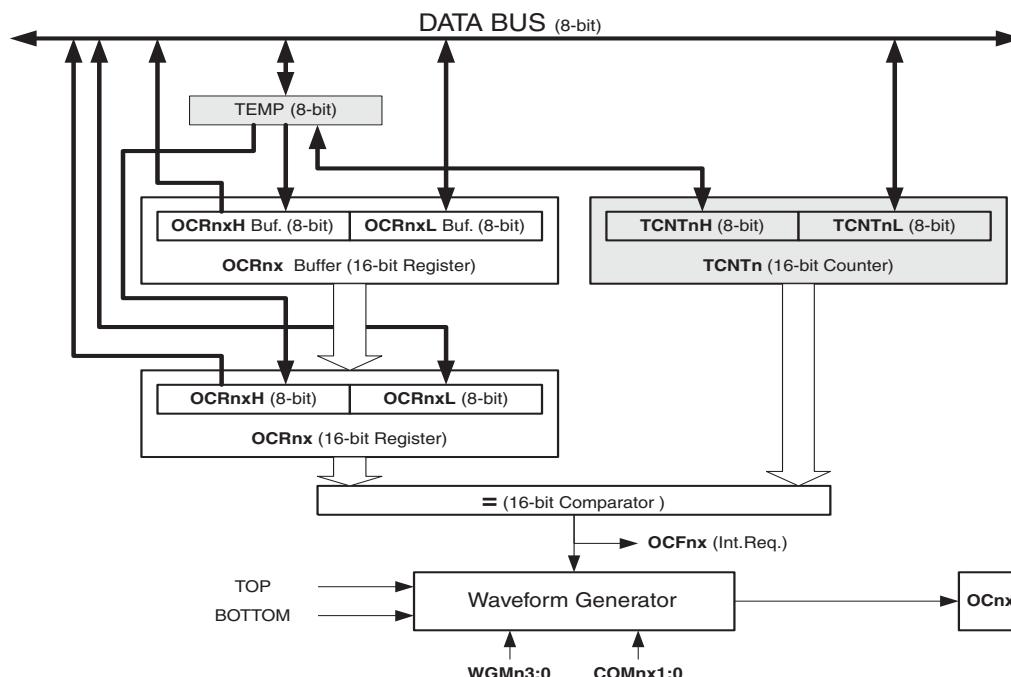 DATA BUS (8-bit)
TEMP (8-bit)
OCRnxH Buf. (8-bit) OCRnxL Buf. (8-bit)
TCNTnH (8-bit) TCNTnL (8-bit)
OCRnx Buffer (16-bit Register)
TCNTn (16-bit Counter)
OCRnxH (8-bit) OCRnxL (8-bit)
OCRnx (16-bit Register)
= (16-bit Comparator )
OCFnx (Int.Req.)
TOP
BOTTOM
Waveform Generator
OCnx
WGMn3:0 COMnx1:0